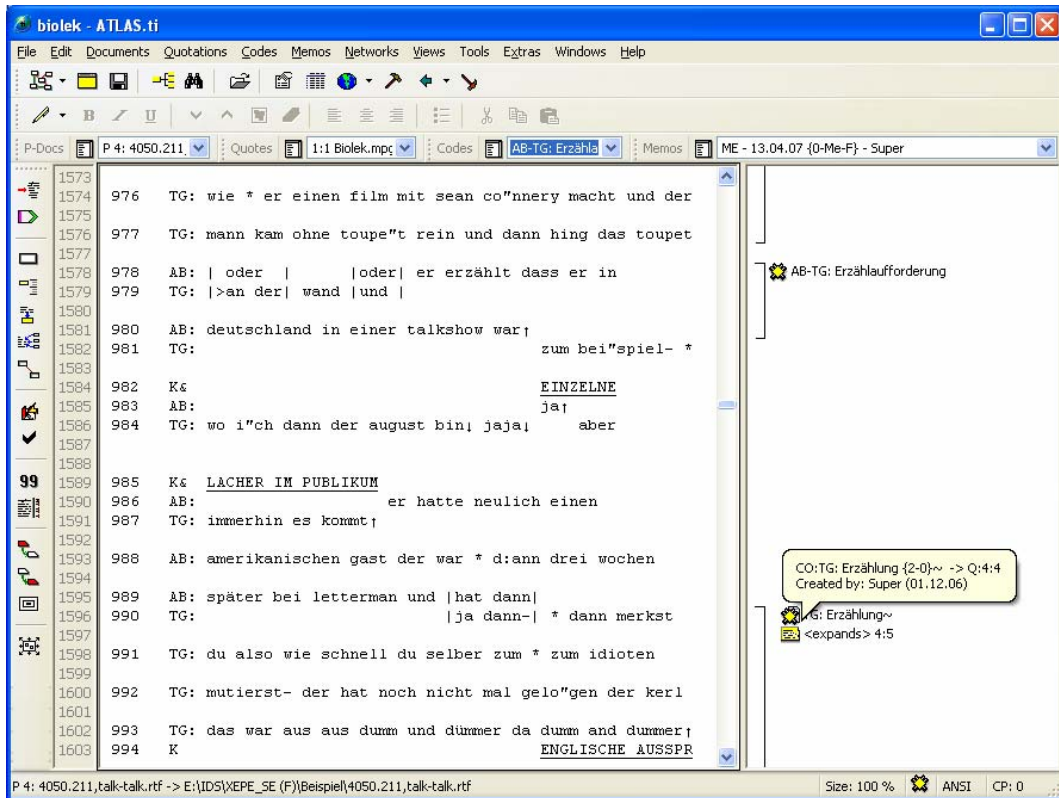 biolek - ATLAS.ti
File Edit Documents Quotations Codes Memos Networks Views Tools Extras Windows Help
B I U
P-Docs P 4: 4050.211, Quotes 1:1 Biolek.mpg Codes AB-TG: Erzähla Memos ME - 13.04.07 {0-Me-F} - Super
1573
1574 976 TG: wie * er einen film mit sean co"nnery macht und der
1575
1576 977 TG: mann kam ohne toupe"t rein und dann hing das toupet
1577
1578 978 AB: | oder | |oder| er erzählt dass er in AB-TG: Erzählaufforderung
1579 979 TG: |>an der| wand |und |
1580
1581 980 AB: deutschland in einer talkshow war↑
1582 981 TG: zum bei"spiel- *
1583
1584 982 K& EINZELNE
1585 983 AB: ja↑
1586 984 TG: wo i"ch dann der august bin↓ jaja↓ aber
1587
1588
1589 985 K& LACHER IM PUBLIKUM
1590 986 AB: er hatte neulich einen
1591 987 TG: immerhin es kommt↑
1592
1593 988 AB: amerikanischen gast der war * d:ann drei wochen
CO:TG: Erzählung {2-0}~ -> Q:4:4
Created by: Super (01.12.06)
1594
1595 989 AB: später bei letterman und |hat dann|
1596 990 TG: |ja dann-| * dann merkst TG: Erzählung~
1597 <expands> 4:5
1598 991 TG: du also wie schnell du selber zum * zum idioten
1599
1600 992 TG: mutierst- der hat noch nicht mal gelo"gen der kerl
1601
1602 993 TG: das war aus aus dumm und dümmer da dumm and dummer↑
1603 994 K ENGLISCHE AUSSPR
99
P 4: 4050.211,talk-talk.rtf -> E:\IDS\XEPE_SE (F)\Beispiel\4050.211,talk-talk.rtf Size: 100 % ANSI CP: 0